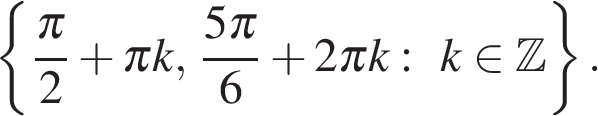 { π/2 + πk, 5π/6 + 2πk : k ∈ ℤ } .